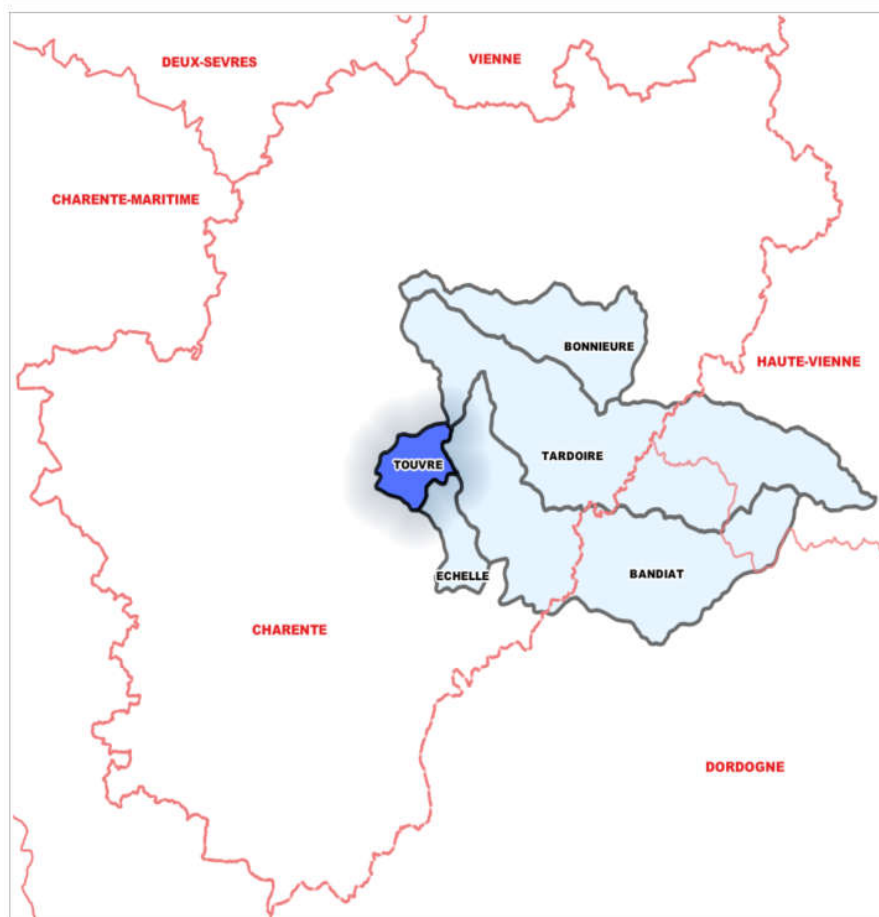 DEUX-SEVRES
VIENNE
CHARENTE-MARITIME
BONNIEURE
HAUTE-VIENNE
TARDOIRE
TOUVRE
ECHELLE
BANDIAT
CHARENTE
DORDOGNE